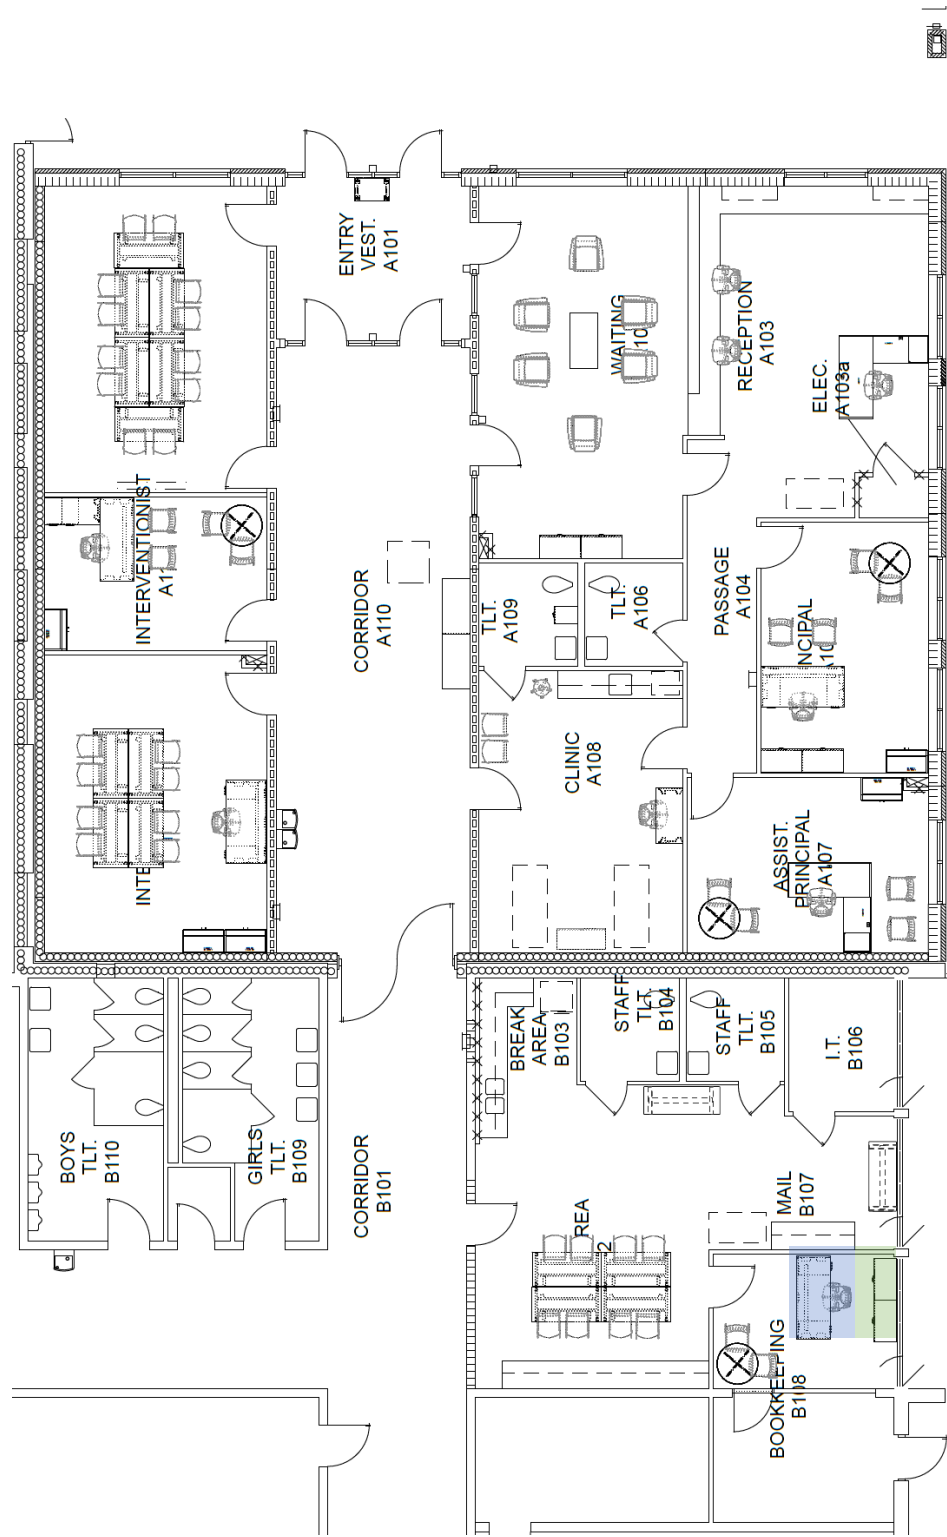 ENTRY
VEST.
A101
RECEPTION
A103
ELEC.
A103a
INTERVENTIONIST
CORRIDOR
A110
TLT.
A109
TLT.
A106
PASSAGE
A104
CLINIC
A108
ASSIST.
PRINCIPAL
A107
BREAK
AREA
B103
STAFF
TLT.
B104
STAFF
TLT.
B105
I.T.
B106
BOYS
TLT.
B110
GIRLS
TLT.
B109
CORRIDOR
B101
MAIL
B107
BOOKKEEPING
B108